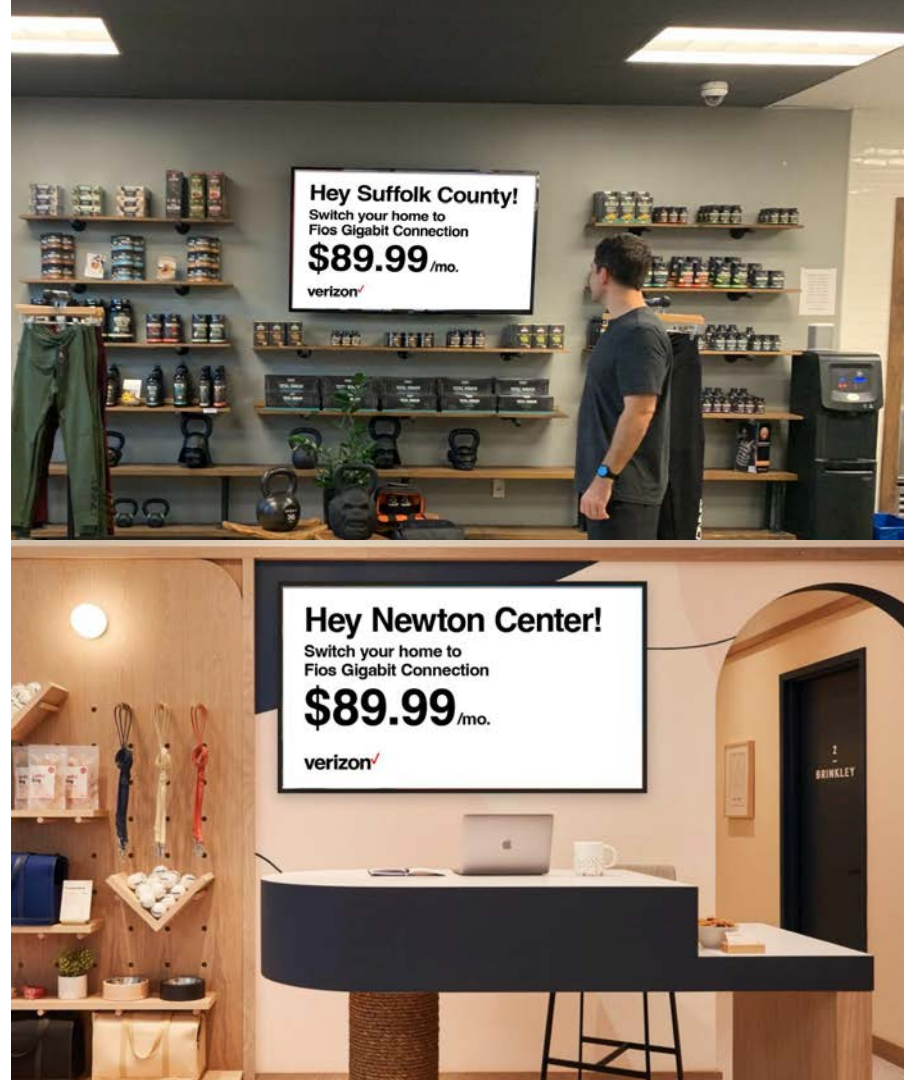 Hey Suffolk County!
Switch your home to
Fios Gigabit Connection
$89.99/mo.
verizon
Hey Newton Center!
Switch your home to
Fios Gigabit Connection
$89.99/mo.
verizon
2
BRINKLEY